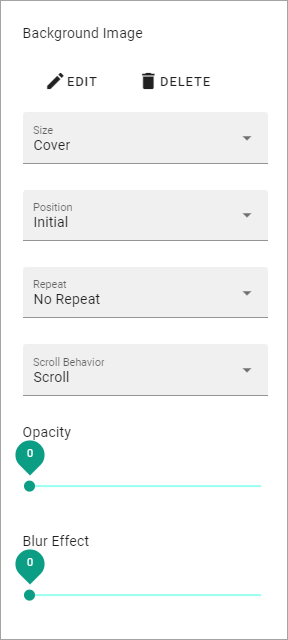 Background Image
EDIT DELETE
Size
Cover
Position
Initial
Repeat
No Repeat
Scroll Behavior
Scroll
Opacity
0
Blur Effect
0